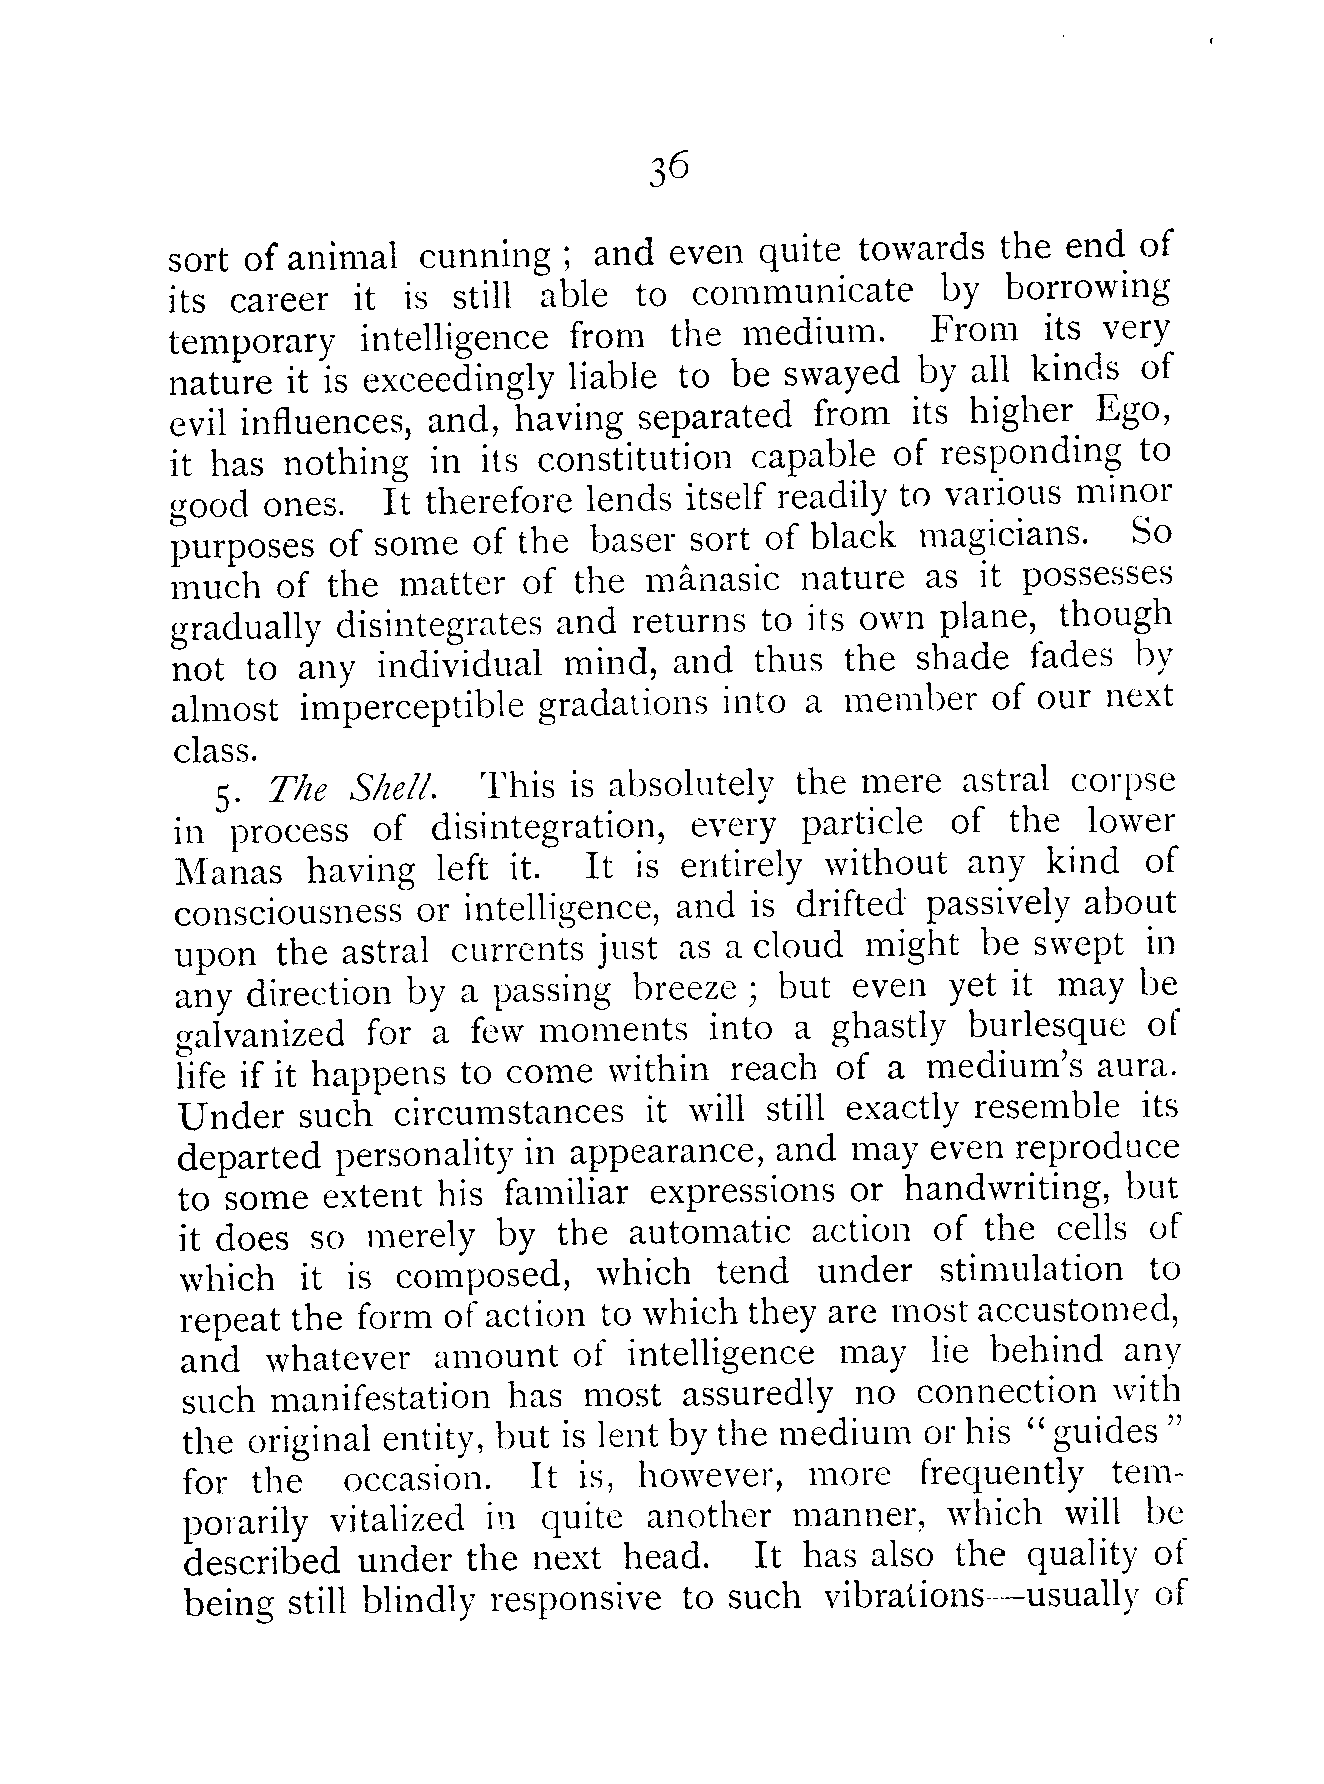 36
sort of animal cunning ; and even quite towards the end of
its career it is still able to communicate by borrowing
temporary intelligence from the medium. From its very
nature it is exceedingly liable to be swayed by all kinds of
evil influences, and, having separated from its higher Ego,
it has nothing in its constitution capable of responding to
good ones. It therefore lends itself readily to various minor
purposes of some of the baser sort of black magicians. So
much of the matter of the mânasic nature as it possesses
gradually disintegrates and returns to its own plane, though
not to any individual mind, and thus the shade fades by
almost imperceptible gradations into a member of our next
class.
5. The Shell. This is absolutely the mere astral corpse
in process of disintegration, every particle of the lower
Manas having left it. It is entirely without any kind of
consciousness or intelligence, and is drifted passively about
upon the astral currents just as a cloud might be swept in
any direction by a passing breeze ; but even yet it may be
galvanized for a few moments into a ghastly burlesque of
life if it happens to come within reach of a medium's aura.
Under such circumstances it will still exactly resemble its
departed personality in appearance, and may even reproduce
to some extent his familiar expressions or handwriting, but
it does so merely by the automatic action of the cells of
which it is composed, which tend under stimulation to
repeat the form of action to which they are most accustomed,
and whatever amount of intelligence may lie behind any
such manifestation has most assuredly no connection with
the original entity, but is lent by the medium or his " guides "
for the occasion. It is, however, more frequently tem-
porarily vitalized in quite another manner, which will be
described under the next head. It has also the quality of
being still blindly responsive to such vibrations—usually of